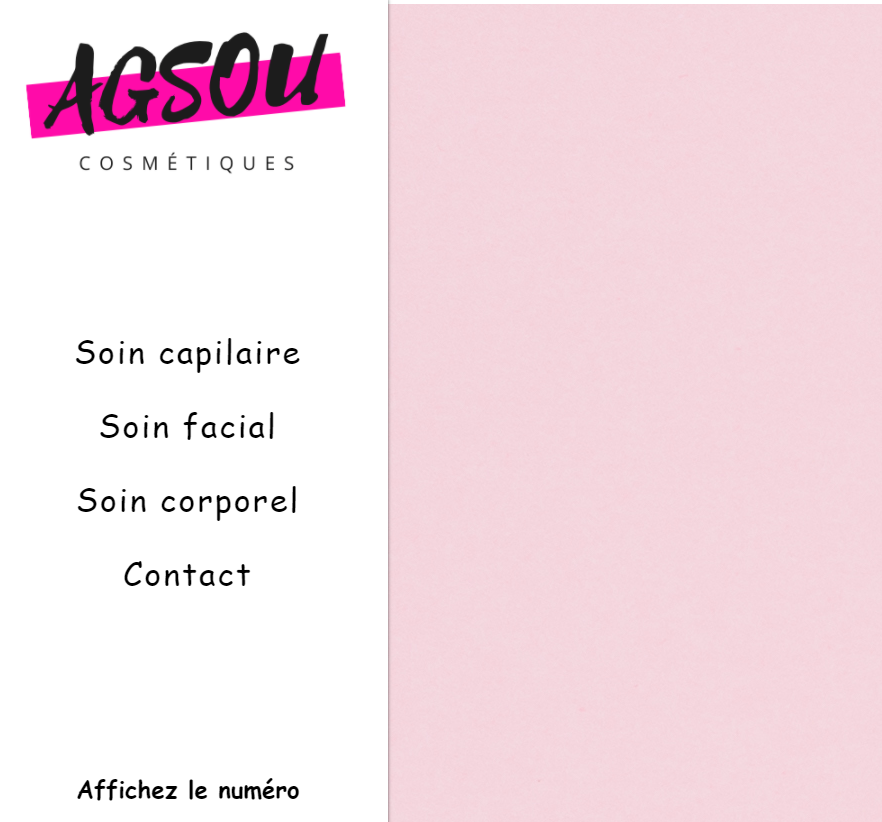 AGSOU
COSMÉTIQUES
Soin capilaire
Soin facial
Soin corporel
Contact
Affichez le numéro